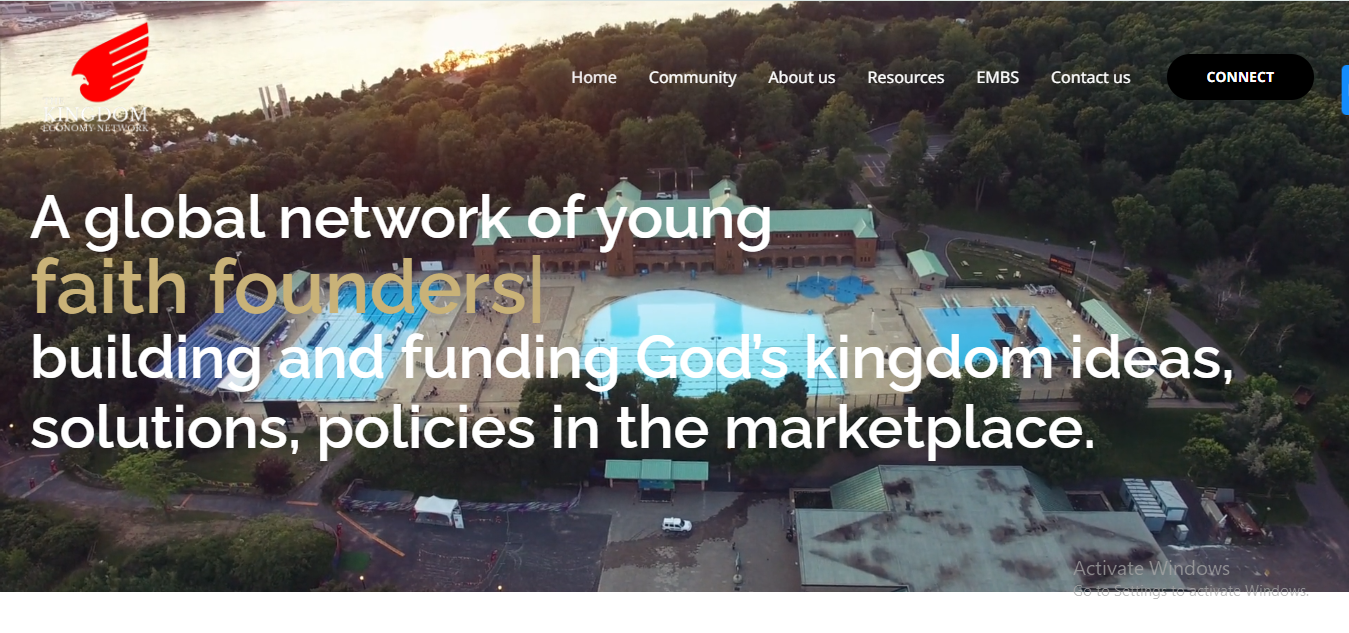 KINGDOM
ECONOMY NETWORK
Home Community About us Resources EMBS Contact us CONNECT
A global network of young
faith founders|
building and funding God’s kingdom ideas,
solutions, policies in the marketplace.
Activate Windows
Go to Settings to activate Windows.